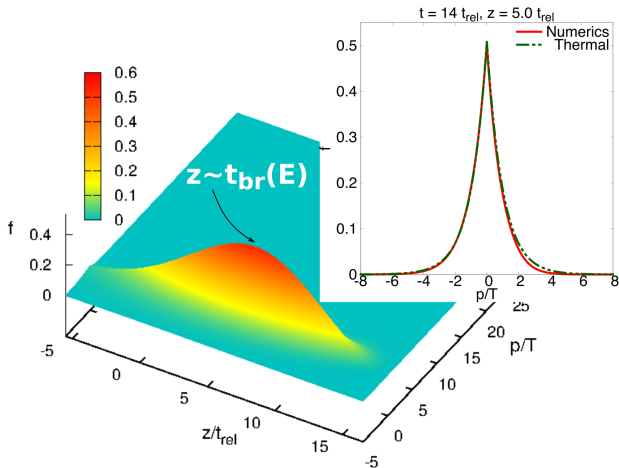 t = 14 t_rel, z = 5.0 t_rel
Numerics
Thermal
0.5
0.4
0.3
0.2
0.1
0
f
-8 -6 -4 -2 0 2 4 6 8
p/T
0.6
0.5
0.4
0.3
0.2
0.1
0
z~t_br(E)
f
0.4
0.2
0
-5 0 5 10 15
z/t_rel
-5 0 5 10 15 20 25
p/T